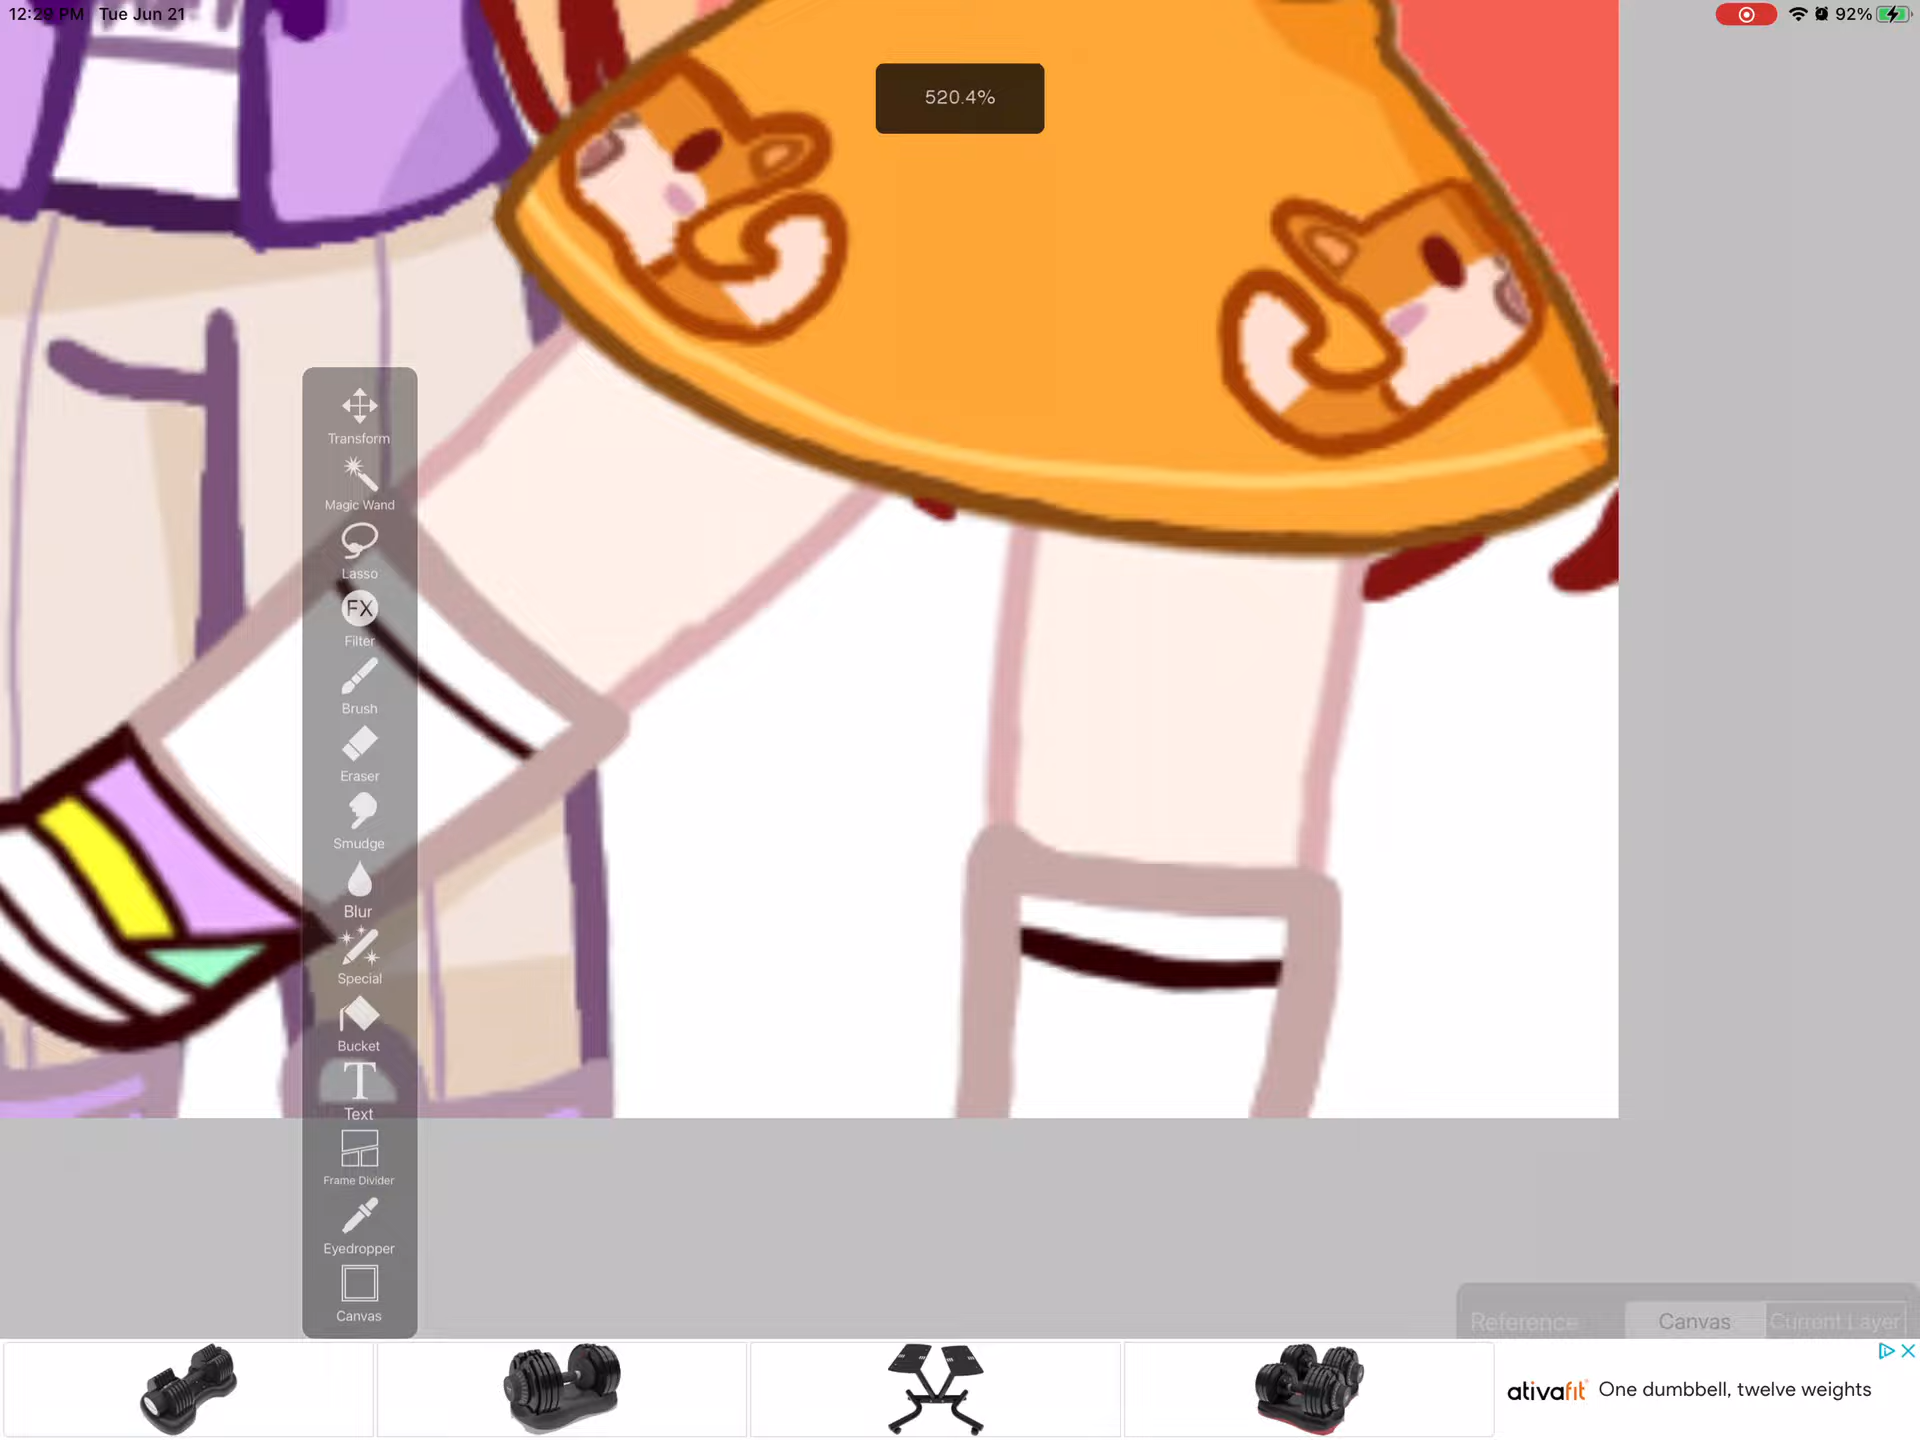 12:29 PM Tue Jun 21
92%
520.4%
Transform
Magic Wand
Lasso
FX
Filter
Brush
Eraser
Smudge
Blur
Special
Bucket
T
Text
Frame Divider
Eyedropper
Canvas
Reference
Canvas
Current Layer
ativafit One dumbbell, twelve weights